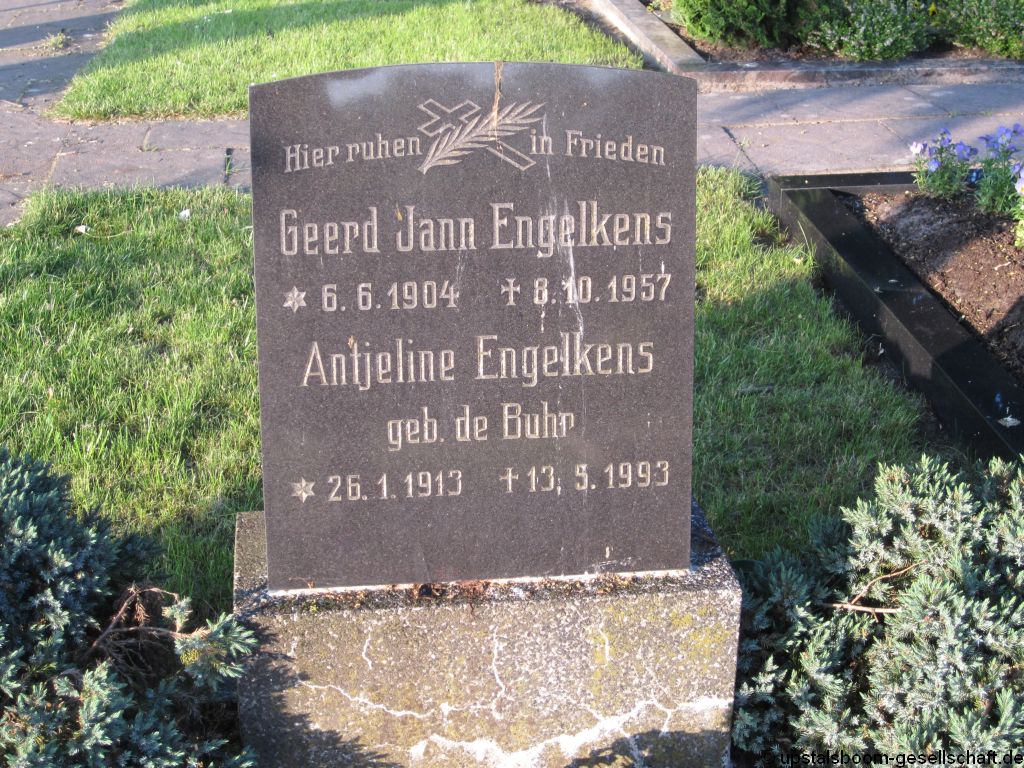 Hier ruhen in Frieden
Geerd Jann Engelkens
* 6.6.1904 ✝ 8.10.1957
Antjeline Engelkens
geb. de Buhr
* 26.1.1913 ✝ 13.5.1993
© upstalsboom-gesellschaft.de